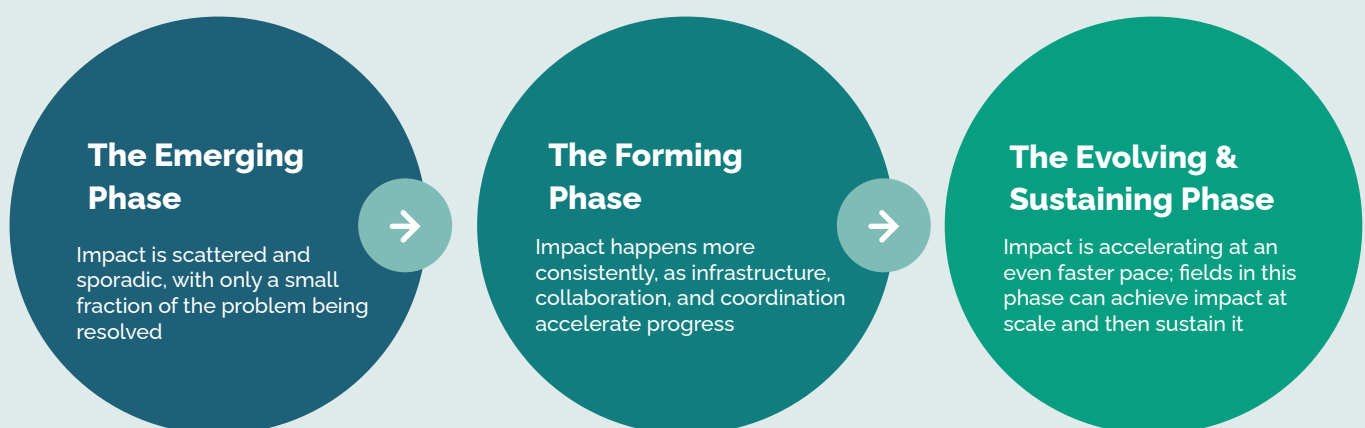 The Emerging
Phase
Impact is scattered and
sporadic, with only a small
fraction of the problem being
resolved
The Forming
Phase
Impact happens more
consistently, as infrastructure,
collaboration, and coordination
accelerate progress
The Evolving &
Sustaining Phase
Impact is accelerating at an
even faster pace; fields in this
phase can achieve impact at
scale and then sustain it